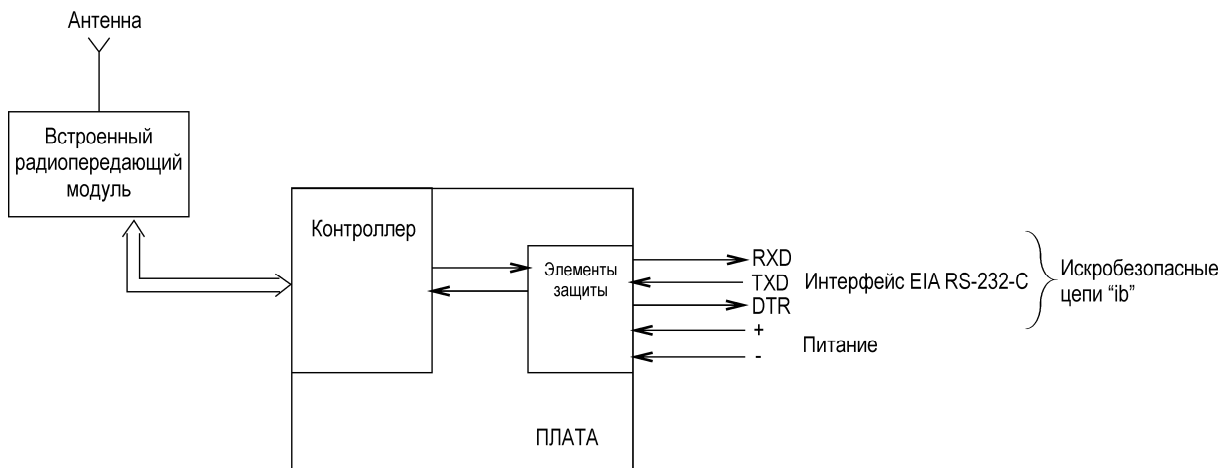 Антенна
Встроенный
радиопередающий
модуль
Контроллер
Элементы
защиты
RXD
TXD
DTR
+
-
Интерфейс EIA RS-232-C
Питание
Искробезопасные
цепи “ib”
ПЛАТА